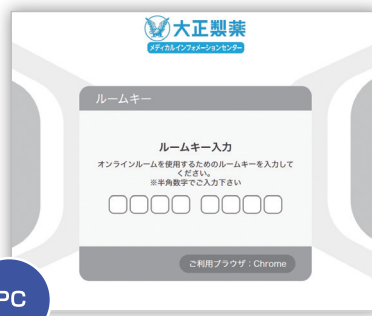 大正製薬
メディカルインフォメーションセンター
ルームキー
ルームキー入力
オンラインルームを使用するためのルームキーを入力して
ください。
※半角数字でご入力下さい
ご利用ブラウザ：Chrome
PC